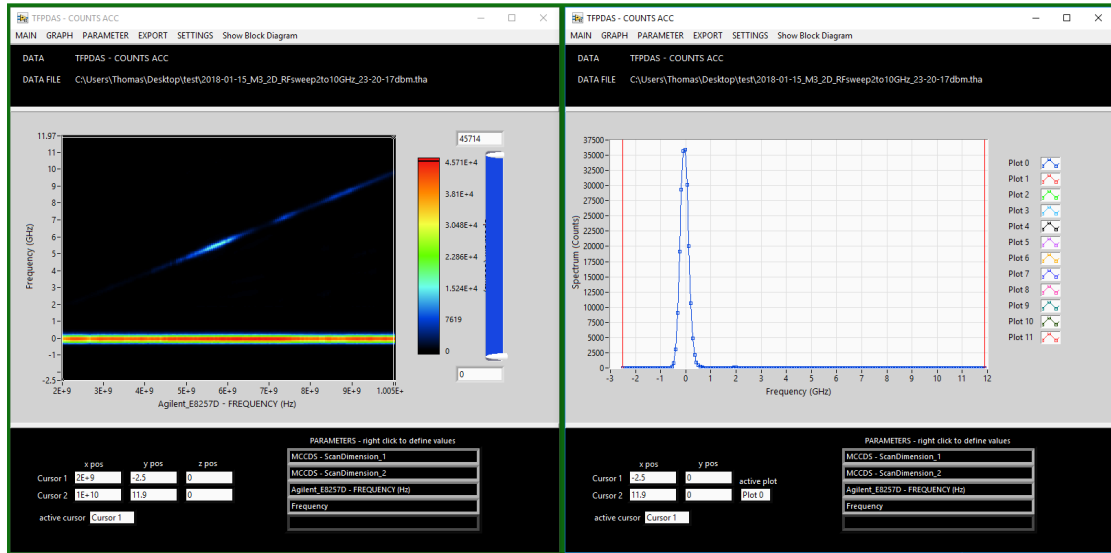 TFPDAS - COUNTS ACC
MAIN GRAPH PARAMETER EXPORT SETTINGS Show Block Diagram
DATA TFPDAS - COUNTS ACC
DATA FILE C:\Users\Thomas\Desktop\test\2018-01-15_M3_2D_RFsweep2to10GHz_23-20-17dbm.tha
45714
11.97
11
10
9
8
7
6
5
4
3
2
1
0
-1
-2.5
Frequency (GHz)
2E+9 3E+9 4E+9 5E+9 6E+9 7E+9 8E+9 9E+9 1.005E+
Agilent_E8257D - FREQUENCY (Hz)
4.571E+4
3.81E+4
3.048E+4
2.286E+4
1.524E+4
7619
0
0
PARAMETERS - right click to define values
x pos y pos z pos
Cursor 1 2E+9 -2.5 0
Cursor 2 1E+10 11.9 0
active cursor Cursor 1
MCCDS - ScanDimension_1
MCCDS - ScanDimension_2
Agilent_E8257D - FREQUENCY (Hz)
Frequency
TFPDAS - COUNTS ACC
MAIN GRAPH PARAMETER EXPORT SETTINGS Show Block Diagram
DATA TFPDAS - COUNTS ACC
DATA FILE C:\Users\Thomas\Desktop\test\2018-01-15_M3_2D_RFsweep2to10GHz_23-20-17dbm.tha
37500
35000
32500
30000
27500
25000
22500
20000
17500
15000
12500
10000
7500
5000
2500
0
Spectrum (Counts)
-3 -2 -1 0 1 2 3 4 5 6 7 8 9 10 11 12
Frequency (GHz)
Plot 0
Plot 1
Plot 2
Plot 3
Plot 4
Plot 5
Plot 6
Plot 7
Plot 8
Plot 9
Plot 10
Plot 11
PARAMETERS - right click to define values
x pos y pos
Cursor 1 -2.5 0 active plot
Cursor 2 11.9 0 Plot 0
active cursor Cursor 1
MCCDS - ScanDimension_1
MCCDS - ScanDimension_2
Agilent_E8257D - FREQUENCY (Hz)
Frequency